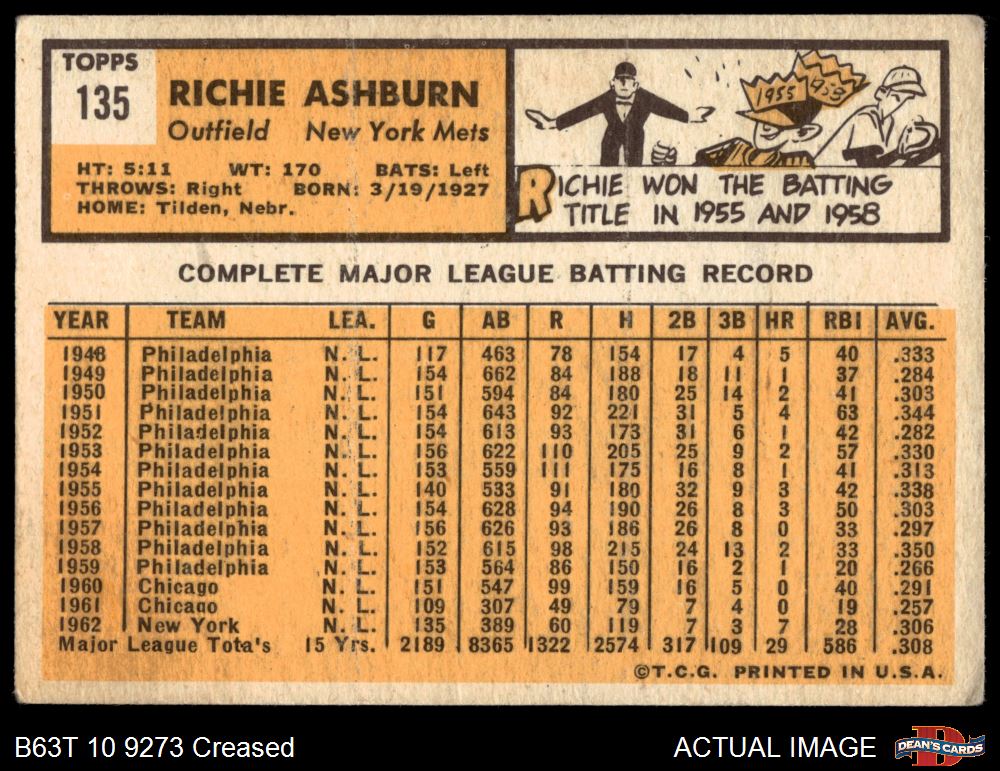 TOPPS
135
RICHIE ASHBURN
Outfield New York Mets
HT: 5:11 WT: 170 BATS: Left
THROWS: Right BORN: 3/19/1927
HOME: Tilden, Nebr.
1955 1958
RICHIE WON THE BATTING
TITLE IN 1955 AND 1958
COMPLETE MAJOR LEAGUE BATTING RECORD
YEAR TEAM LEA. G AB R H 2B 3B HR RBI AVG.
1948 Philadelphia N. L. 117 463 78 154 17 4 5 40 .333
1949 Philadelphia N. L. 154 662 84 188 18 11 1 37 .284
1950 Philadelphia N. L. 151 594 84 180 25 14 2 41 .303
1951 Philadelphia N. L. 154 643 92 221 31 5 4 63 .344
1952 Philadelphia N. L. 154 613 93 173 31 6 1 42 .282
1953 Philadelphia N. L. 156 622 110 205 25 9 2 57 .330
1954 Philadelphia N. L. 153 559 111 175 16 8 1 41 .313
1955 Philadelphia N. L. 140 533 91 180 32 9 3 42 .338
1956 Philadelphia N. L. 154 628 94 190 26 8 3 50 .303
1957 Philadelphia N. L. 156 626 93 186 26 8 0 33 .297
1958 Philadelphia N. L. 152 615 98 215 24 13 2 33 .350
1959 Philadelphia N. L. 153 564 86 150 16 2 1 20 .266
1960 Chicago N. L. 151 547 99 159 16 5 0 40 .291
1961 Chicago N. L. 109 307 49 79 7 4 0 19 .257
1962 New York N. L. 135 389 60 119 7 3 7 28 .306
Major League Tota's 15 Yrs. 2189 8365 1322 2574 317 109 29 586 .308
©T.C.G. PRINTED IN U.S.A.
B63T 10 9273 Creased
ACTUAL IMAGE
DEAN'S CARDS